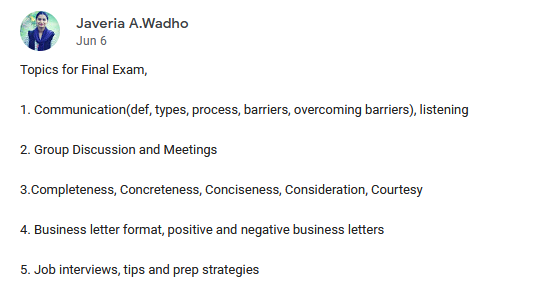 Javeria A.Wadho
Jun 6
Topics for Final Exam,
1. Communication(def, types, process, barriers, overcoming barriers), listening
2. Group Discussion and Meetings
3.Completeness, Concreteness, Conciseness, Consideration, Courtesy
4. Business letter format, positive and negative business letters
5. Job interviews, tips and prep strategies